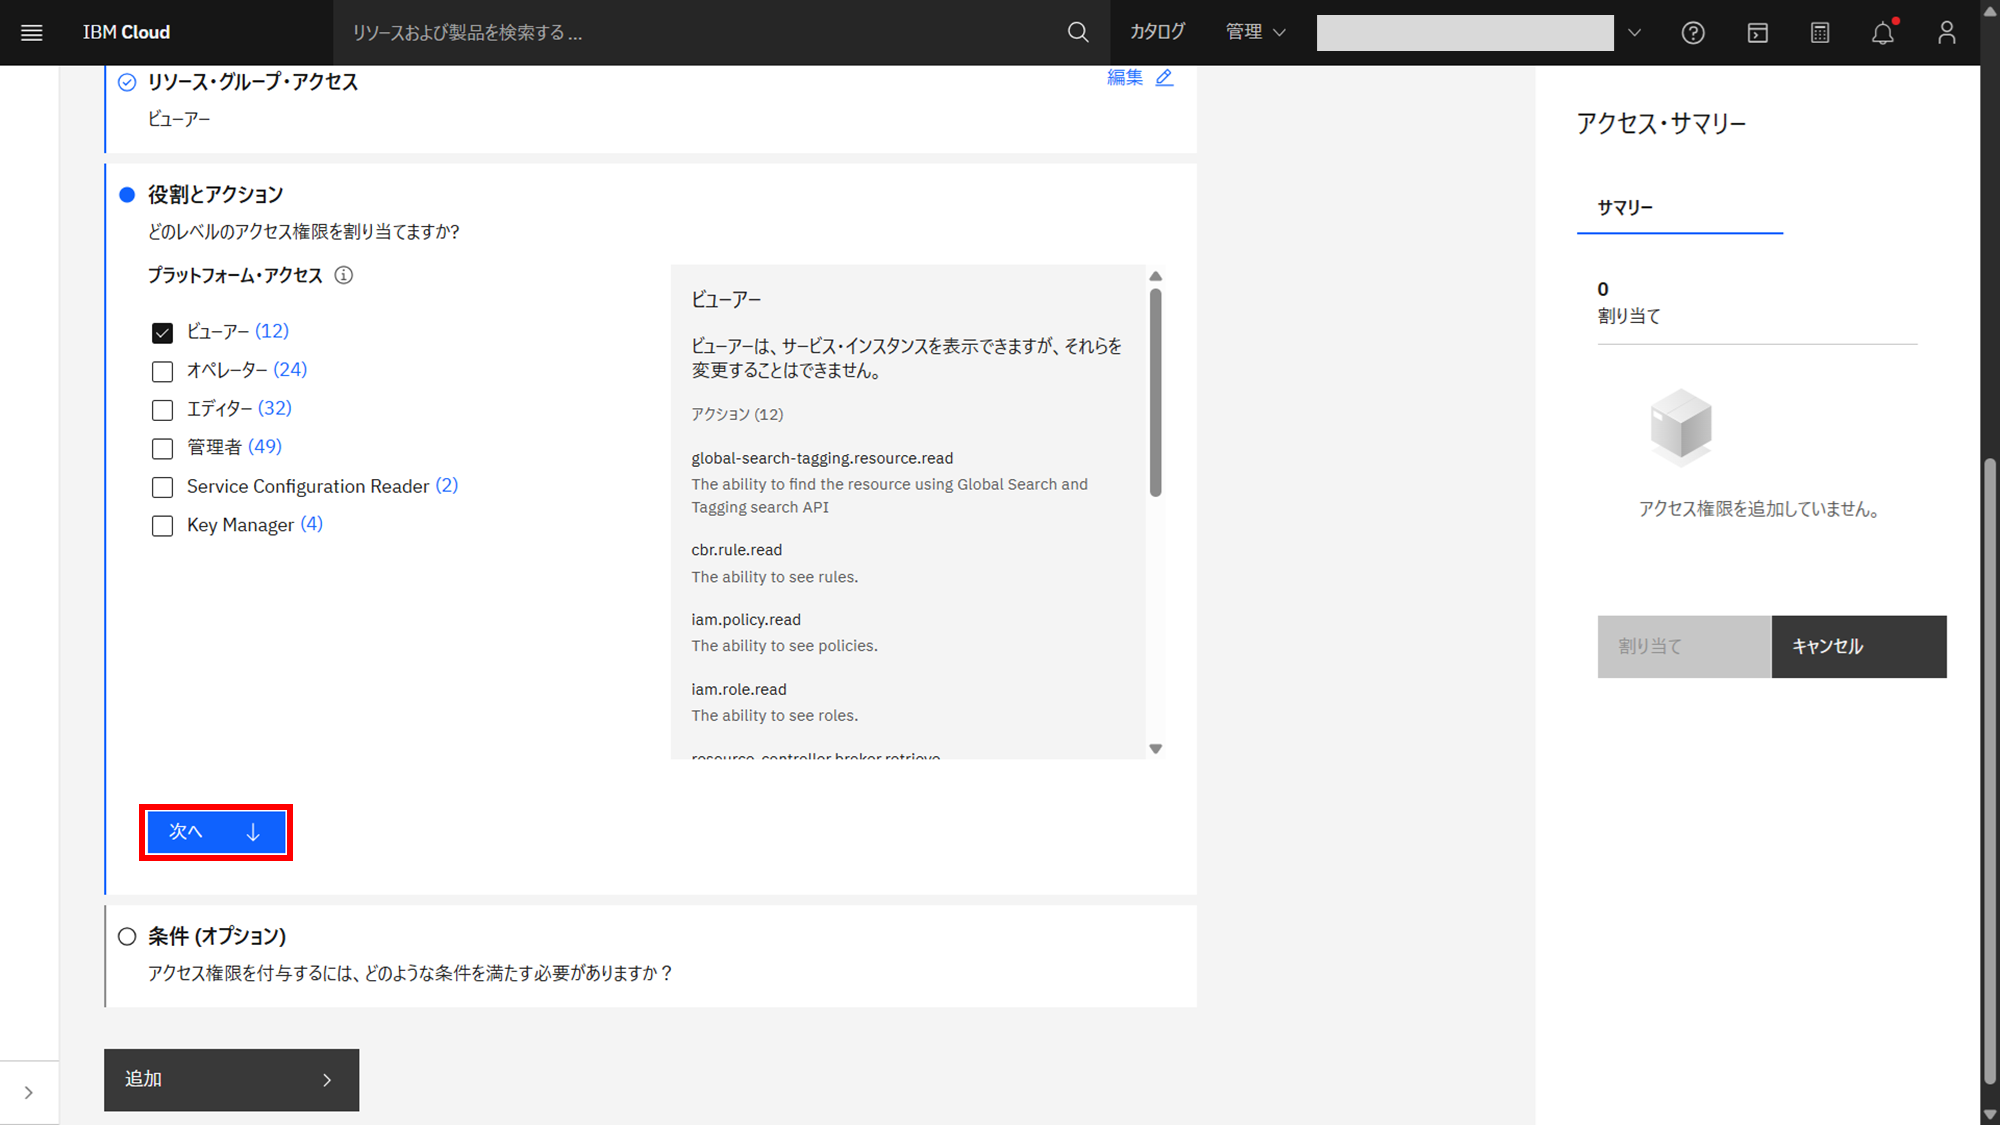 IBM Cloud
リソースおよび製品を検索する ...
カタログ
管理
リソース・グループ・アクセス
編集
ビューアー
役割とアクション
どのレベルのアクセス権限を割り当てますか?
プラットフォーム・アクセス
ビューアー (12)
オペレーター (24)
エディター (32)
管理者 (49)
Service Configuration Reader (2)
Key Manager (4)
ビューアー
ビューアーは、サービス・インスタンスを表示できますが、それらを
変更することはできません。
アクション (12)
global-search-tagging.resource.read
The ability to find the resource using Global Search and
Tagging search API
cbr.rule.read
The ability to see rules.
iam.policy.read
The ability to see policies.
iam.role.read
The ability to see roles.
resource-controller.broker.retrieve
次へ
条件 (オプション)
アクセス権限を付与するには、どのような条件を満たす必要がありますか？
追加
アクセス・サマリー
サマリー
0
割り当て
アクセス権限を追加していません。
割り当て
キャンセル